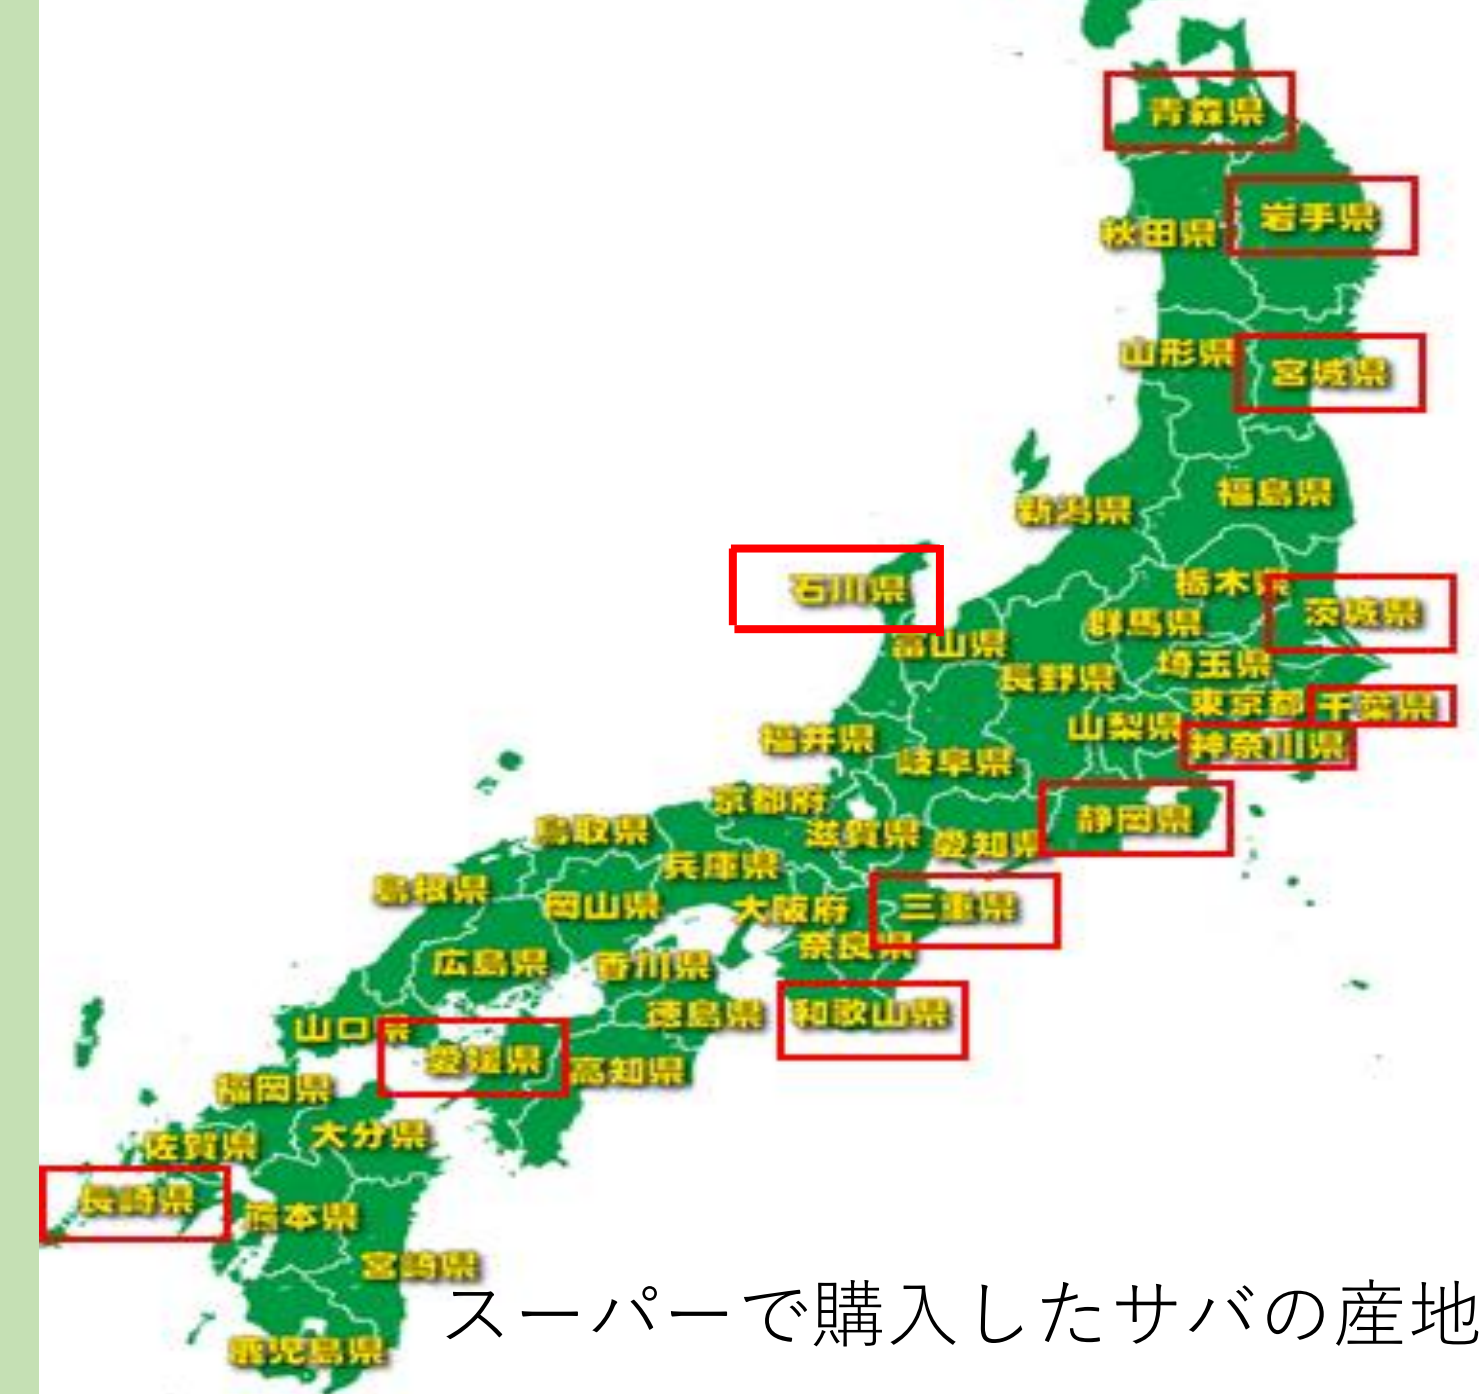 青森県
岩手県
秋田県
山形県
宮城県
福島県
新潟県
石川県
栃木県
茨城県
群馬県
富山県
埼玉県
長野県
東京都
千葉県
山梨県
福井県
神奈川県
岐阜県
京都府
静岡県
鳥取県
滋賀県
愛知県
兵庫県
島根県
岡山県
大阪府
三重県
奈良県
広島県
香川県
徳島県
和歌山県
山口県
愛媛県
高知県
福岡県
大分県
佐賀県
長崎県
熊本県
宮崎県
スーパーで購入したサバの産地
鹿児島県